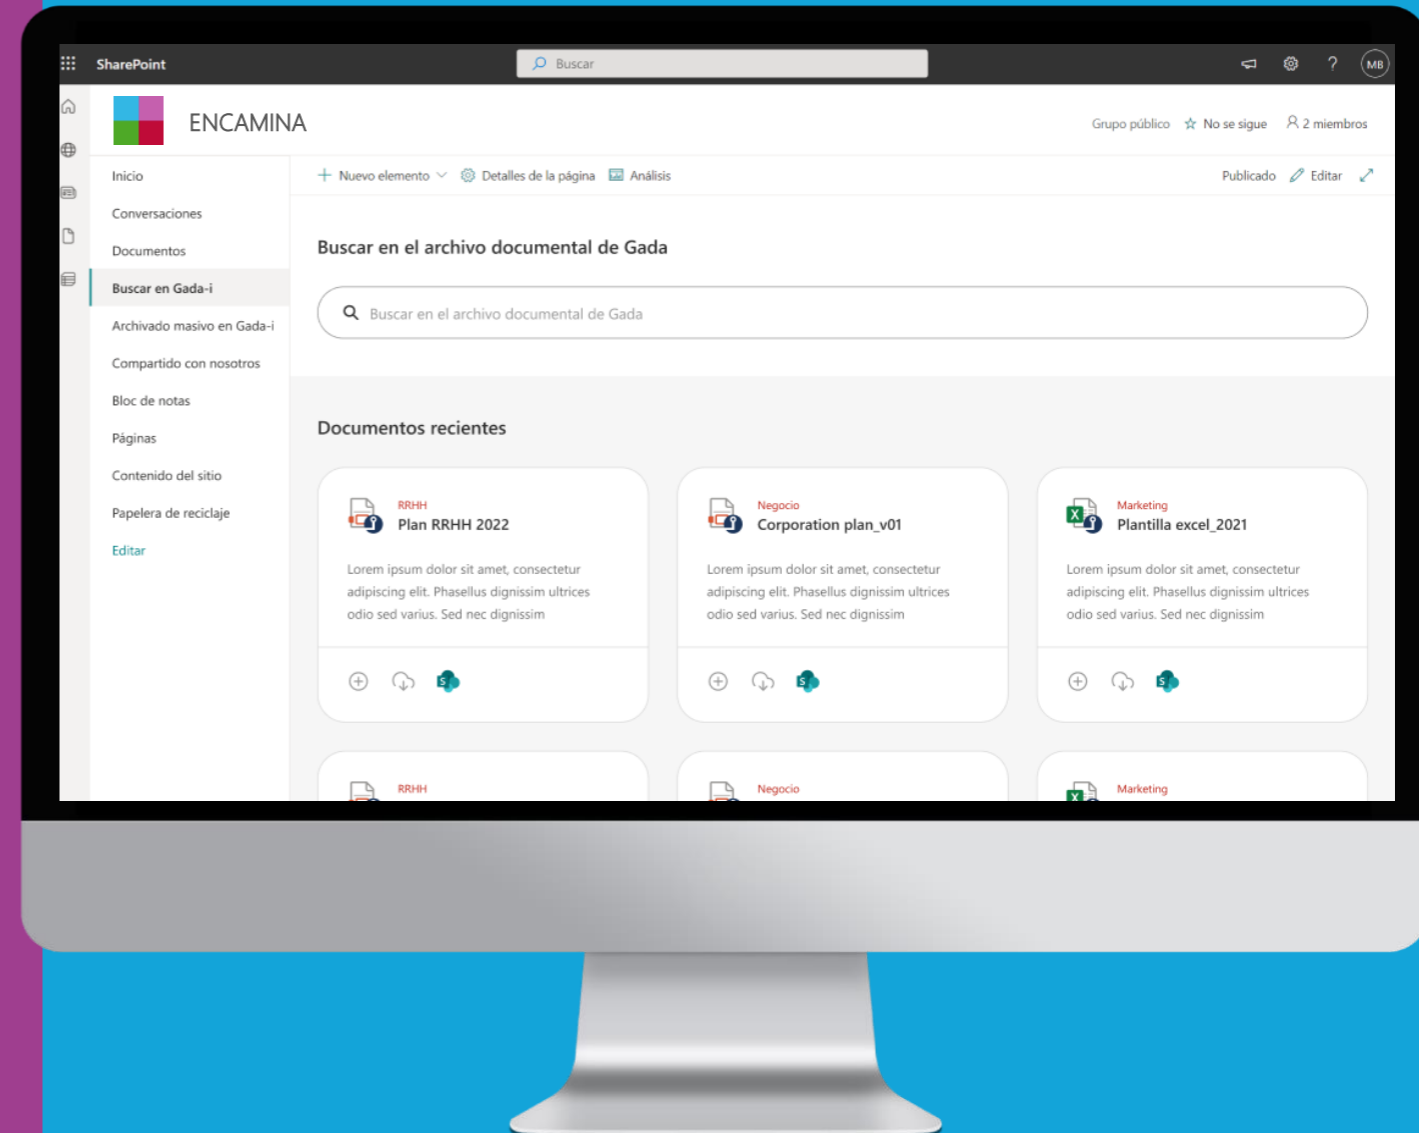 SharePoint
Buscar
MB
ENCAMINA
Grupo público
No se sigue
2 miembros
Inicio
Conversaciones
Documentos
Buscar en Gada-i
Archivado masivo en Gada-i
Compartido con nosotros
Bloc de notas
Páginas
Contenido del sitio
Papelera de reciclaje
Editar
Nuevo elemento
Detalles de la página
Análisis
Publicado
Editar
Buscar en el archivo documental de Gada
Buscar en el archivo documental de Gada
Documentos recientes
RRHH
Plan RRHH 2022
Lorem ipsum dolor sit amet, consectetur
adipiscing elit. Phasellus dignissim ultrices
odio sed varius. Sed nec dignissim
S
Negocio
Corporation plan_v01
Lorem ipsum dolor sit amet, consectetur
adipiscing elit. Phasellus dignissim ultrices
odio sed varius. Sed nec dignissim
S
Marketing
Plantilla excel_2021
Lorem ipsum dolor sit amet, consectetur
adipiscing elit. Phasellus dignissim ultrices
odio sed varius. Sed nec dignissim
S
RRHH
Negocio
Marketing